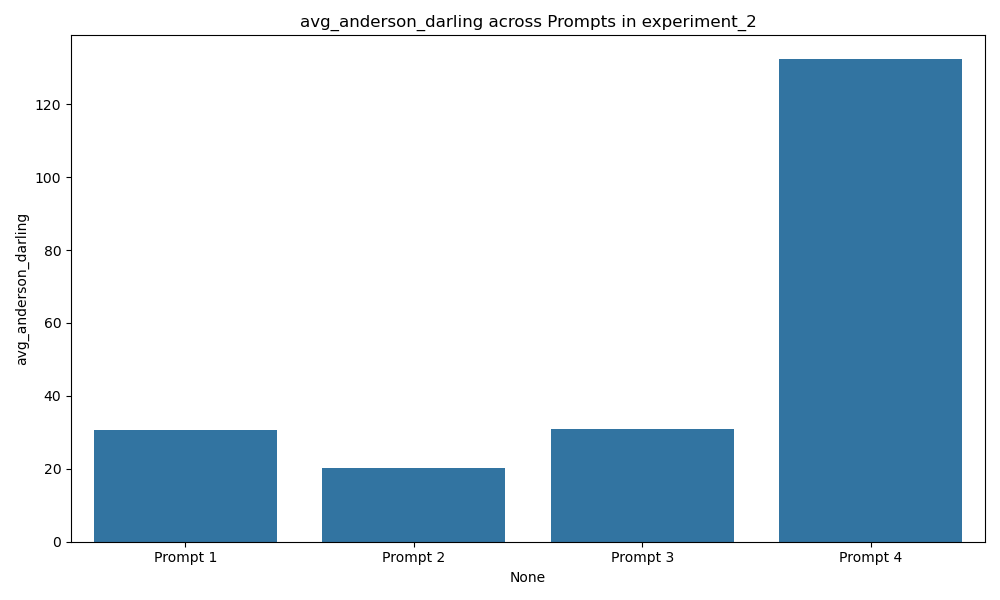 avg_anderson_darling across Prompts in experiment_2
avg_anderson_darling
120
100
80
60
40
20
0
Prompt 1 Prompt 2 Prompt 3 Prompt 4
None